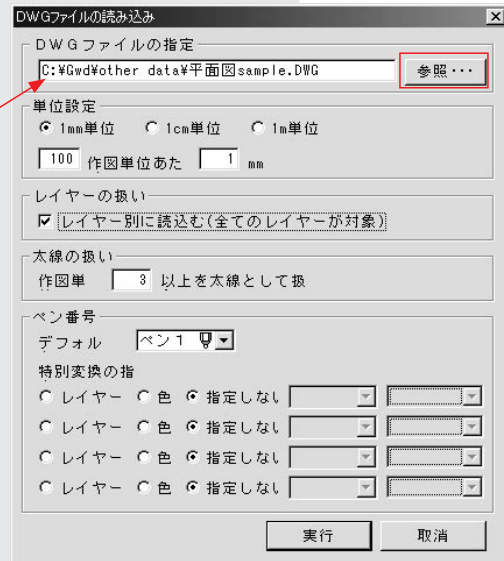 DWGファイルの読み込み
DWGファイルの指定
C:¥Gwd¥other data¥平面図sample.DWG
参照・・・
単位設定
1mm単位 1cm単位 1m単位
100 作図単位あた 1 mm
レイヤーの扱い
レイヤー別に読込む(全てのレイヤーが対象)
太線の扱い
作図単 3 以上を太線として扱
ペン番号
デフォル ペン1
特別変換の指
レイヤー 色 指定しない
レイヤー 色 指定しない
レイヤー 色 指定しない
レイヤー 色 指定しない
実行 取消